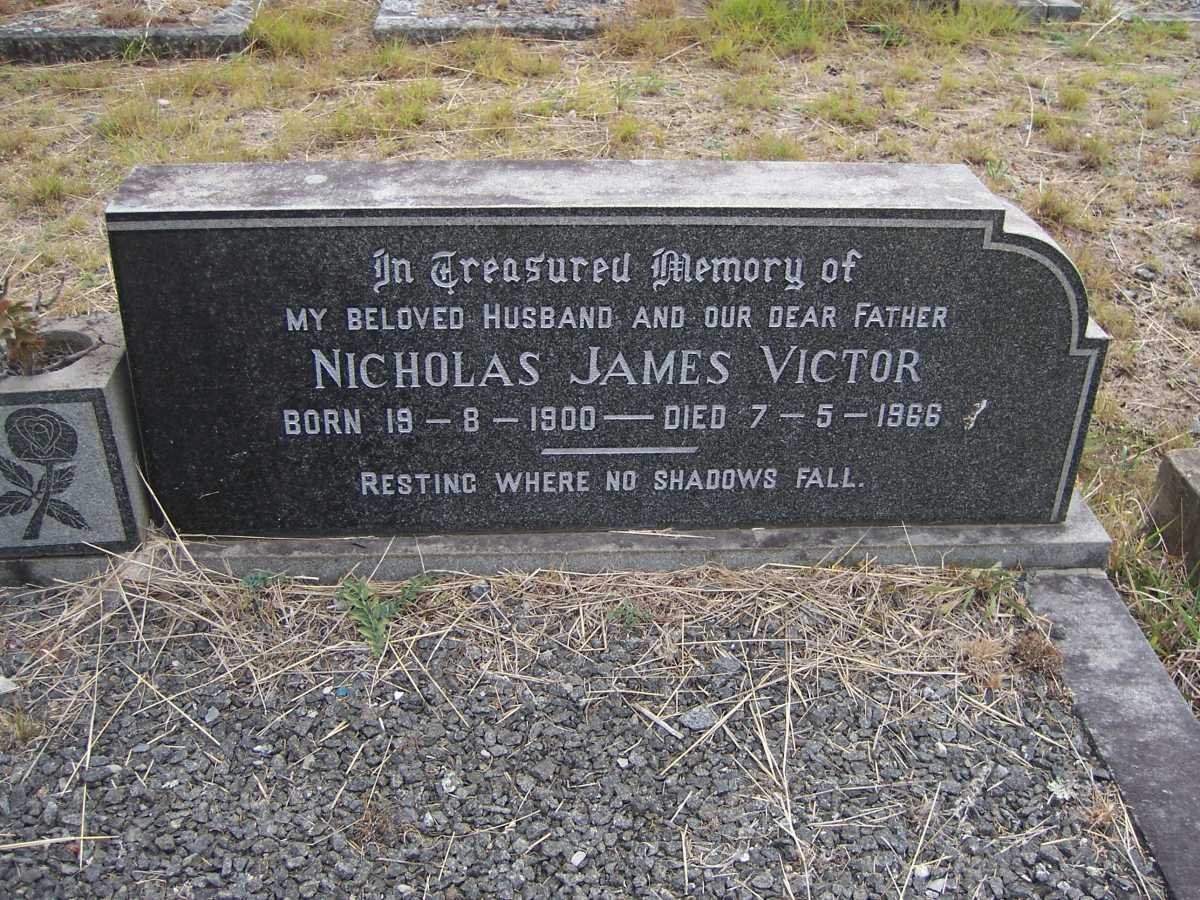 In Treasured Memory of
MY BELOVED HUSBAND AND OUR DEAR FATHER
NICHOLAS JAMES VICTOR
BORN 19 – 8 – 1900 — DIED 7 – 5 – 1966
RESTING WHERE NO SHADOWS FALL.